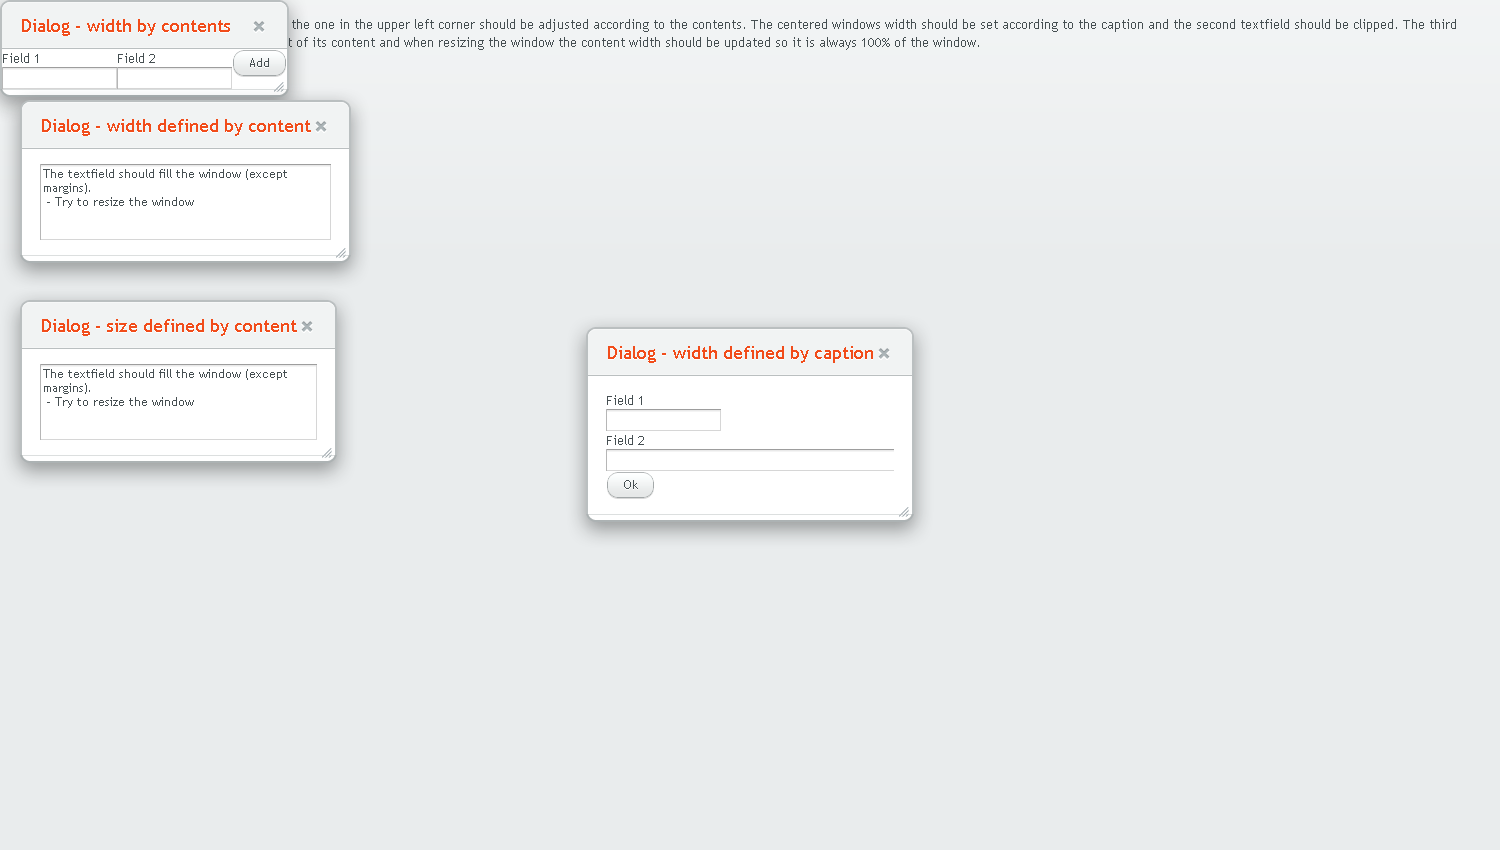 the one in the upper left corner should be adjusted according to the contents. The centered windows width should be set according to the caption and the second textfield should be clipped. The third
of its content and when resizing the window the content width should be updated so it is always 100% of the window.
Dialog - width by contents
Field 1 Field 2 Add
Dialog - width defined by content
The textfield should fill the window (except
margins).
- Try to resize the window
Dialog - size defined by content
The textfield should fill the window (except
margins).
- Try to resize the window
Dialog - width defined by caption
Field 1
Field 2
Ok